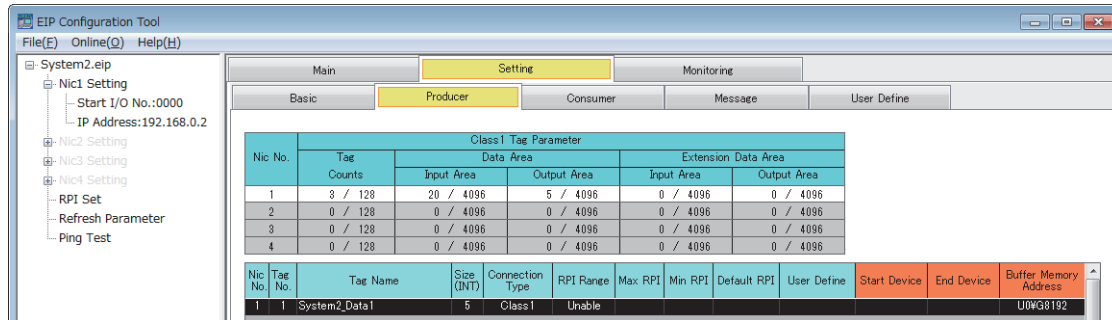 EIP Configuration Tool
File(F) Online(O) Help(H)
System2.eip
Nic1 Setting
Start I/O No.:0000
IP Address:192.168.0.2
Nic2 Setting
Nic3 Setting
Nic4 Setting
RPI Set
Refresh Parameter
Ping Test
Main Setting Monitoring
Basic Producer Consumer Message User Define
Class1 Tag Parameter
Nic No. Tag Counts Data Area Extension Data Area
Input Area Output Area Input Area Output Area
1 3 / 128 20 / 4096 5 / 4096 0 / 4096 0 / 4096
2 0 / 128 0 / 4096 0 / 4096 0 / 4096 0 / 4096
3 0 / 128 0 / 4096 0 / 4096 0 / 4096 0 / 4096
4 0 / 128 0 / 4096 0 / 4096 0 / 4096 0 / 4096
Nic No. Tag No. Tag Name Size (INT) Connection Type RPI Range Max RPI Min RPI Default RPI User Define Start Device End Device Buffer Memory Address
1 1 System2_Data1 5 Class1 Unable U0¥G8192